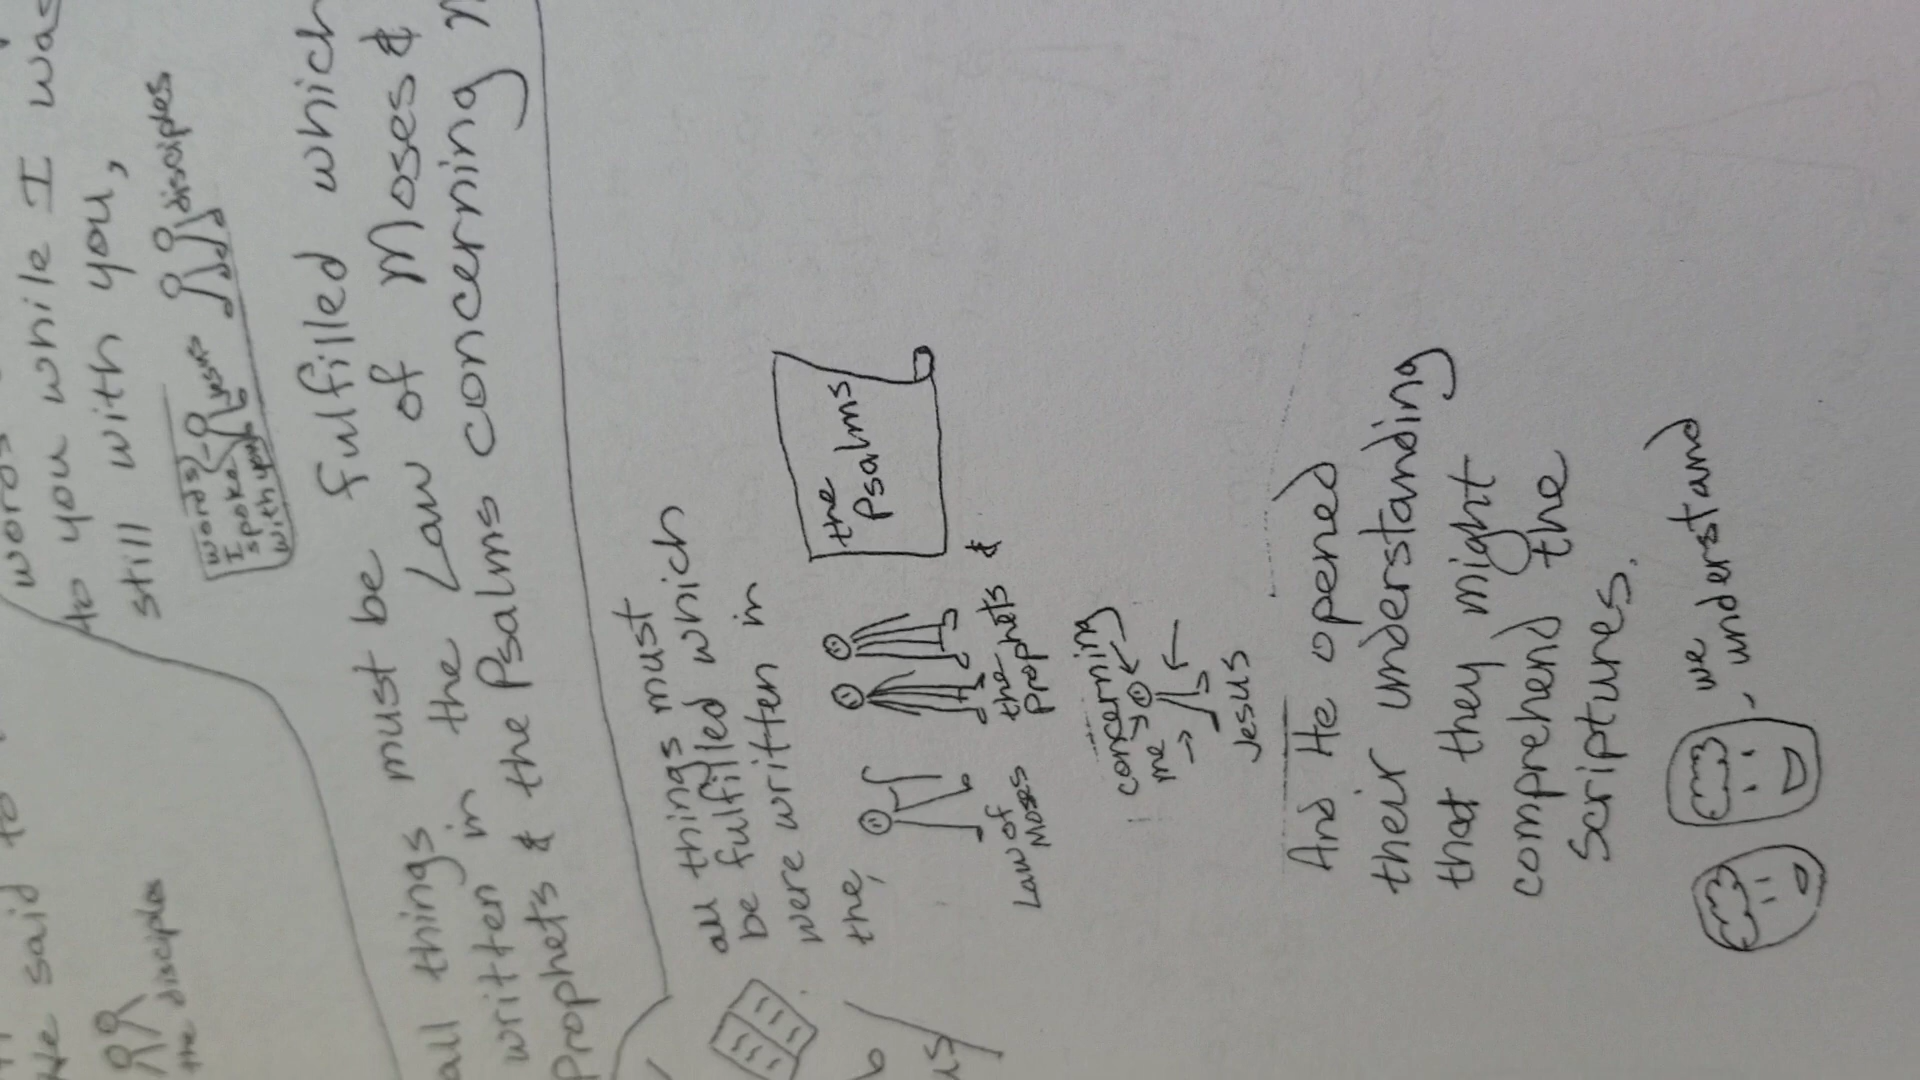 He said to
the disciples
words
to you while I was
still with you,
words
I
spoke
with you
Jesus
disciples
all things must be fulfilled which
written in the Law of Moses &
Prophets & the Psalms concerning
all things must
be fulfilled which
were written in
the,
Law of
Moses
the
Prophets
&
the
Psalms
concerning
me
Jesus
And He opened
their understanding
that they might
comprehend the
Scriptures.
we
understand